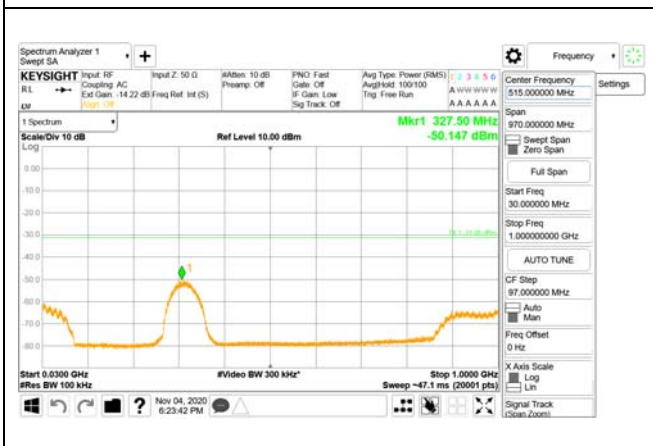 Spectrum Analyzer 1
Swept SA
Frequency
KEYSIGHT
RL
Input: RF
Coupling: AC
Ext Gain: -14.22 dB
Align: Off
Input Z: 50 Ω
Freq Ref: Int (S)
#Atten: 10 dB
Preamp: Off
PNO: Fast
Gate: Off
IF Gain: Low
Sig Track: Off
Avg Type: Power (RMS)
Avg|Hold: 100/100
Trig: Free Run
1 2 3 4 5 6
A W W W W W
A A A A A A
Center Frequency
515.000000 MHz
Settings
1 Spectrum
Scale/Div 10 dB
Log
Ref Level 10.00 dBm
Mkr1 327.50 MHz
-50.147 dBm
Span
970.000000 MHz
Swept Span
Zero Span
Full Span
0.00
-10.0
-20.0
-30.0
-40.0
-50.0
-60.0
-70.0
-80.0
1
Start Freq
30.000000 MHz
Stop Freq
1.000000000 GHz
AUTO TUNE
CF Step
97.000000 MHz
Auto
Man
Freq Offset
0 Hz
X Axis Scale
Log
Lin
Signal Track
(Span Zoom)
Start 0.0300 GHz
#Res BW 100 kHz
#Video BW 300 kHz*
Stop 1.0000 GHz
Sweep ~47.1 ms (20001 pts)
?
Nov 04, 2020
6:23:42 PM